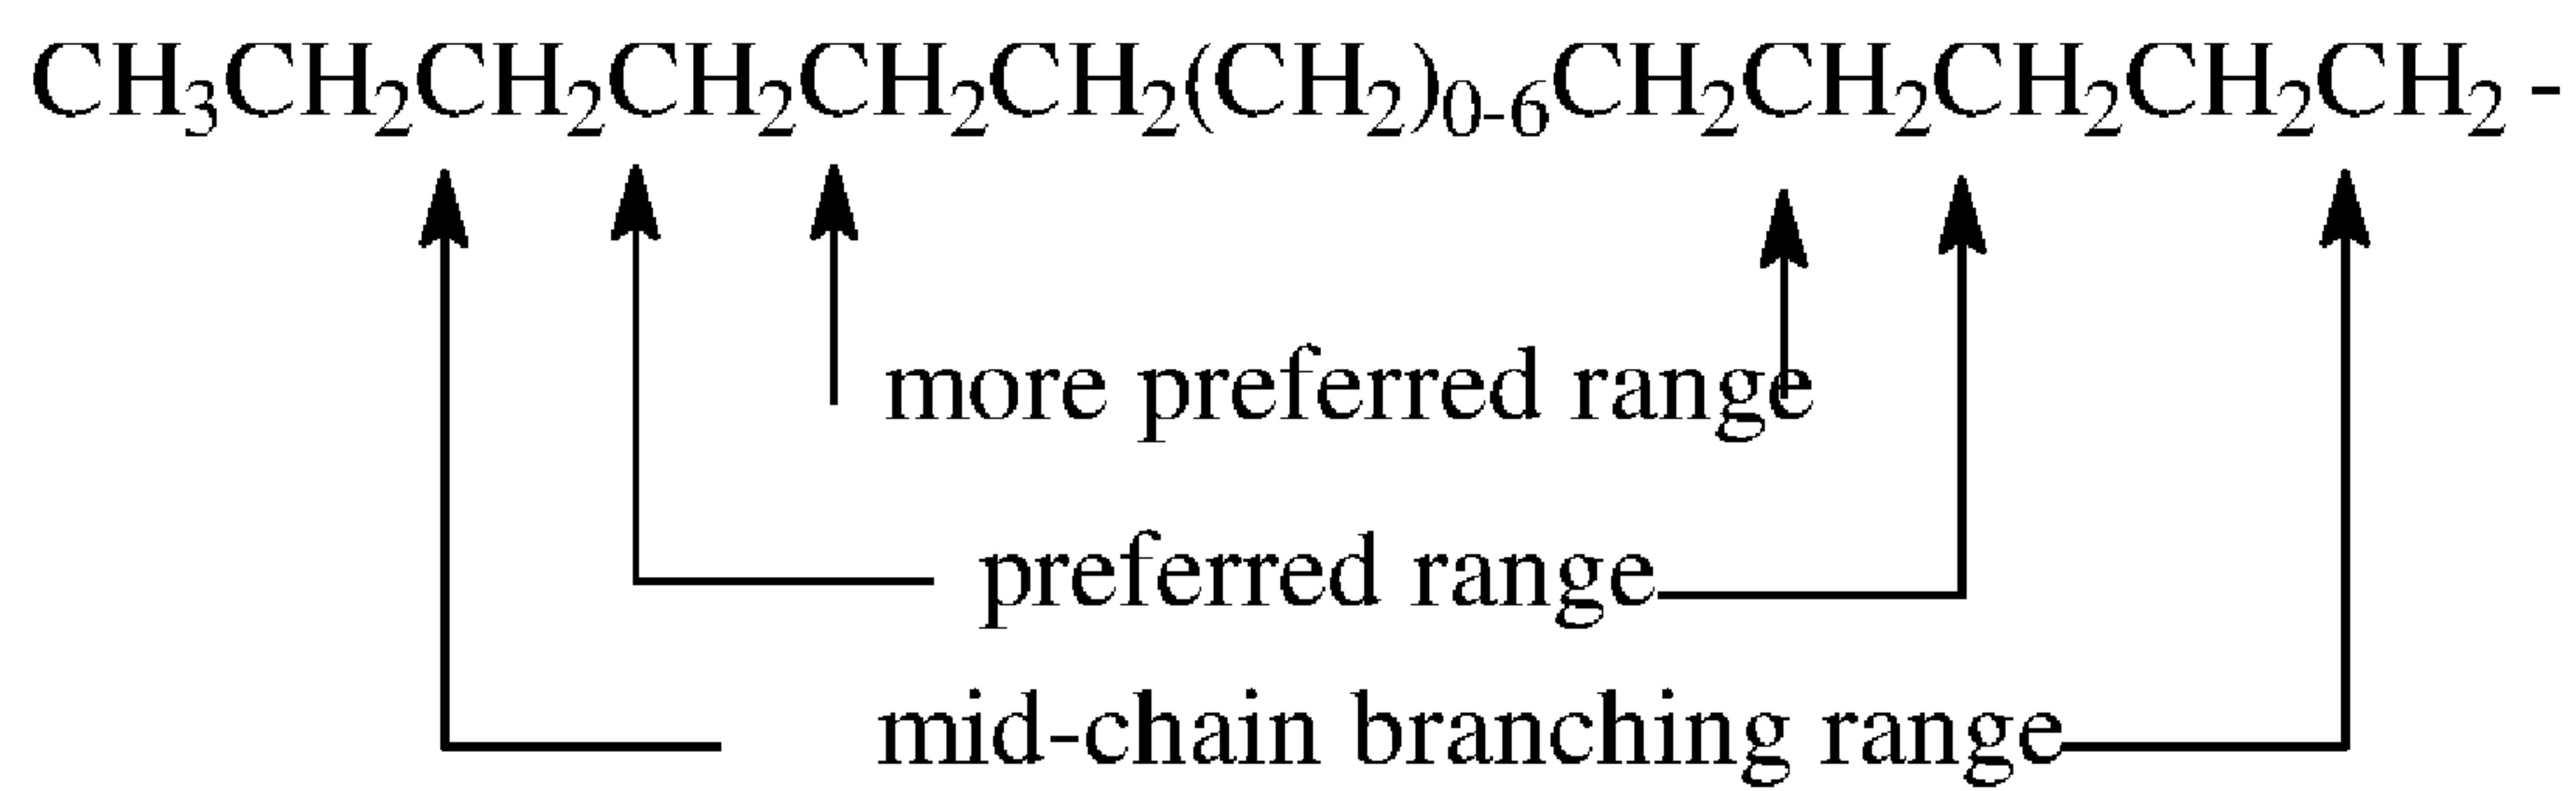 CH₃CH₂CH₂CH₂CH₂CH₂(CH₂)₀₋₆CH₂CH₂CH₂CH₂CH₂ -
more preferred range
preferred range
mid-chain branching range